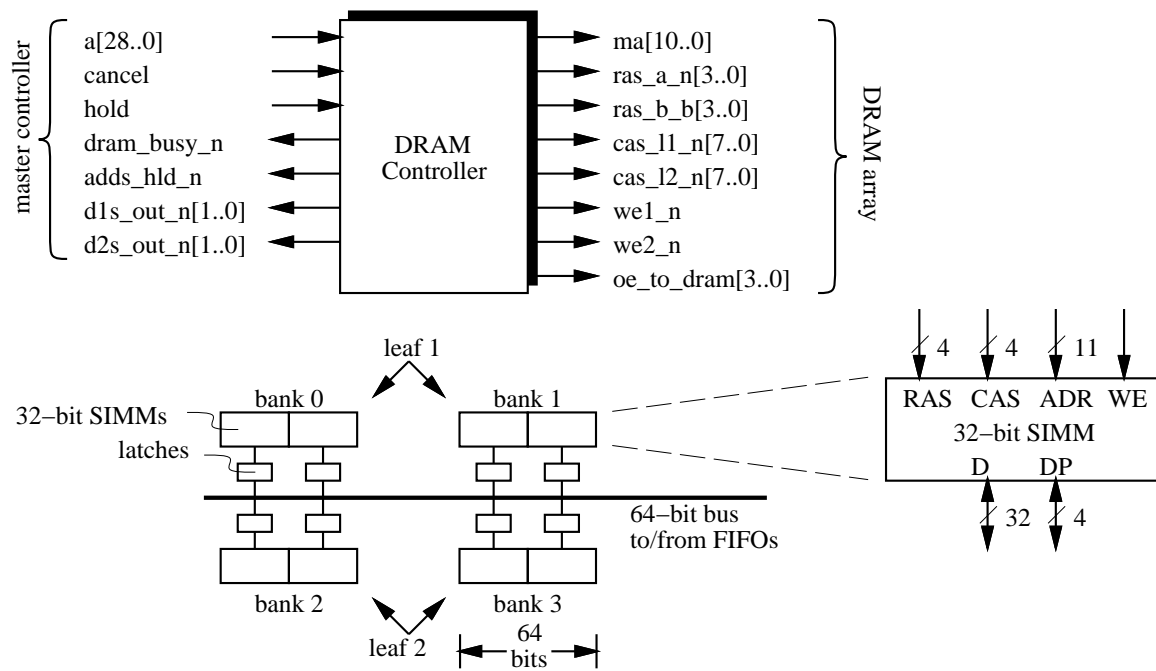 master controller
a[28..0]
cancel
hold
dram_busy_n
adds_hld_n
d1s_out_n[1..0]
d2s_out_n[1..0]
DRAM
Controller
ma[10..0]
ras_a_n[3..0]
ras_b_b[3..0]
cas_l1_n[7..0]
cas_l2_n[7..0]
we1_n
we2_n
oe_to_dram[3..0]
DRAM array
leaf 1
bank 0
bank 1
32-bit SIMMs
latches
64-bit bus
to/from FIFOs
bank 2
bank 3
leaf 2
64
bits
4
4
11
RAS CAS ADR WE
32-bit SIMM
D DP
32
4